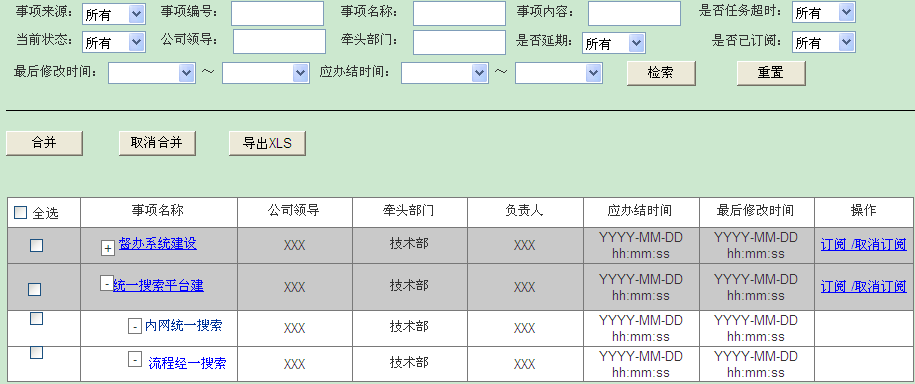 事项来源: 所有 事项编号: 事项名称: 事项内容: 是否任务超时: 所有
当前状态: 所有 公司领导: 牵头部门: 是否延期: 所有 是否已订阅: 所有
最后修改时间: ～ 应办结时间: ～ 检索 重置
合并 取消合并 导出XLS
全选 事项名称 公司领导 牵头部门 负责人 应办结时间 最后修改时间 操作
+ 督办系统建设 XXX 技术部 XXX YYYY-MM-DD hh:mm:ss YYYY-MM-DD hh:mm:ss 订阅 /取消订阅
- 统一搜索平台建 XXX 技术部 XXX YYYY-MM-DD hh:mm:ss YYYY-MM-DD hh:mm:ss 订阅 /取消订阅
- 内网统一搜索 XXX 技术部 XXX YYYY-MM-DD hh:mm:ss YYYY-MM-DD hh:mm:ss
- 流程经一搜索 XXX 技术部 XXX YYYY-MM-DD hh:mm:ss YYYY-MM-DD hh:mm:ss